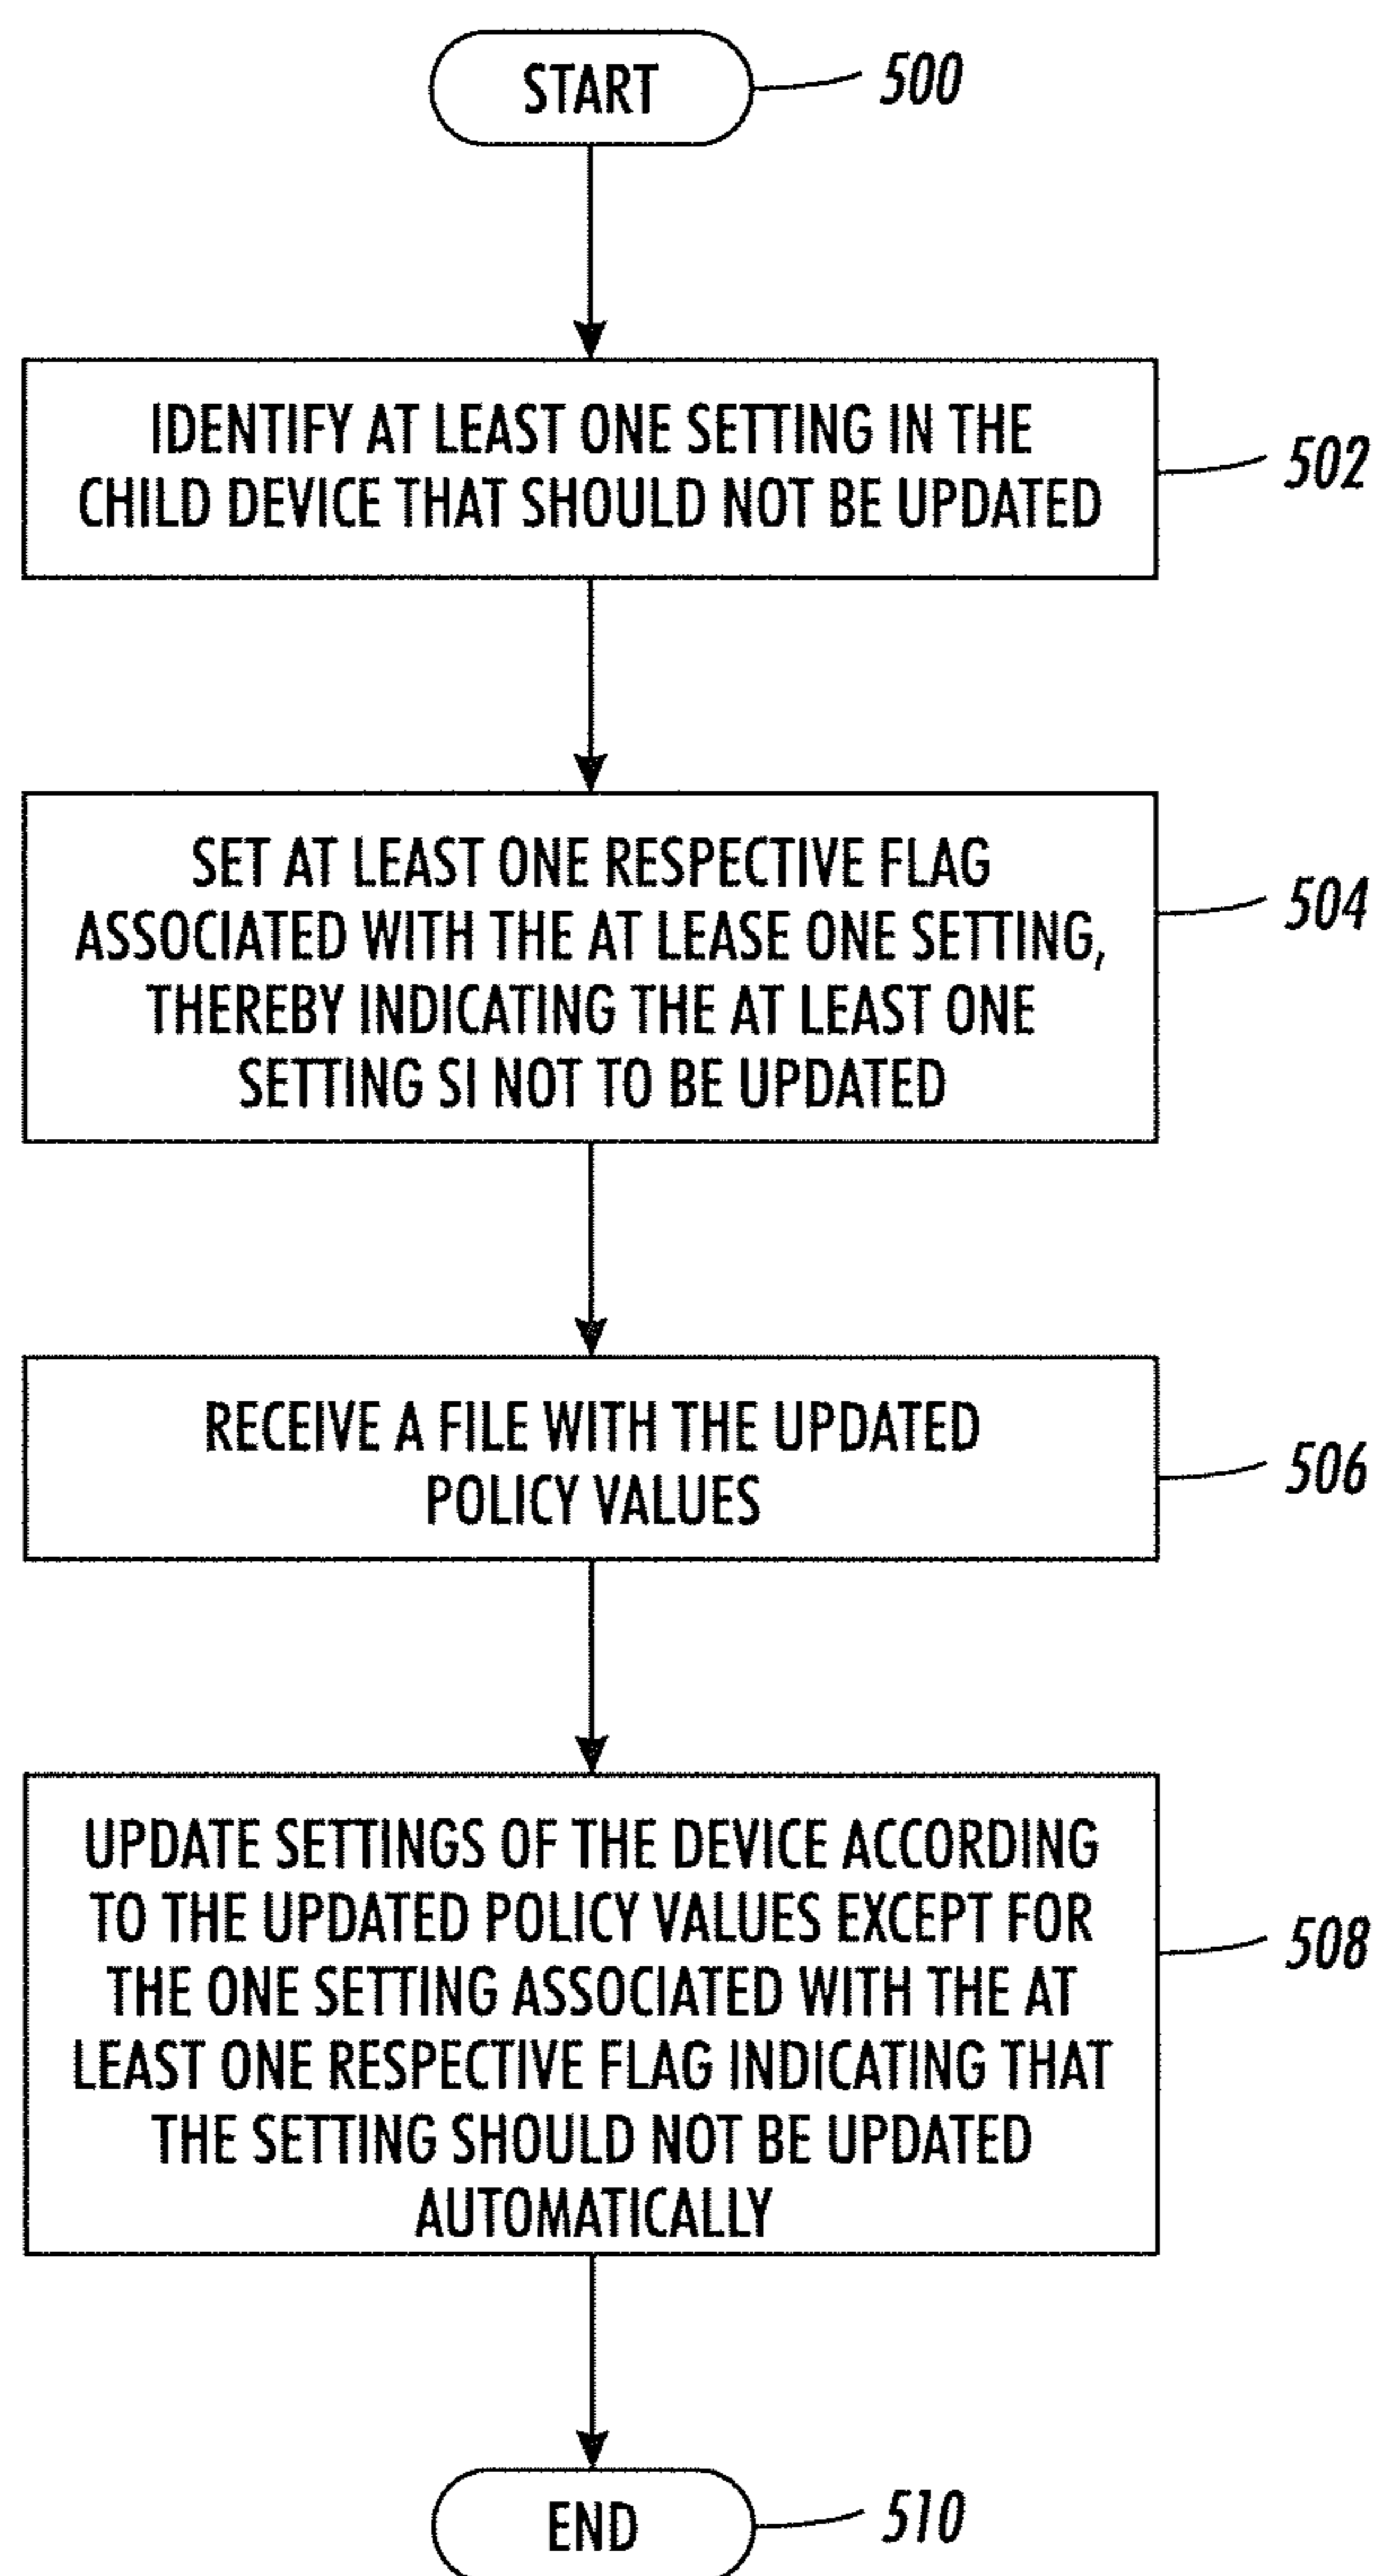 START
500
IDENTIFY AT LEAST ONE SETTING IN THE
CHILD DEVICE THAT SHOULD NOT BE UPDATED
502
SET AT LEAST ONE RESPECTIVE FLAG
ASSOCIATED WITH THE AT LEASE ONE SETTING,
THEREBY INDICATING THE AT LEAST ONE
SETTING SI NOT TO BE UPDATED
504
RECEIVE A FILE WITH THE UPDATED
POLICY VALUES
506
UPDATE SETTINGS OF THE DEVICE ACCORDING
TO THE UPDATED POLICY VALUES EXCEPT FOR
THE ONE SETTING ASSOCIATED WITH THE AT
LEAST ONE RESPECTIVE FLAG INDICATING THAT
THE SETTING SHOULD NOT BE UPDATED
AUTOMATICALLY
508
END
510